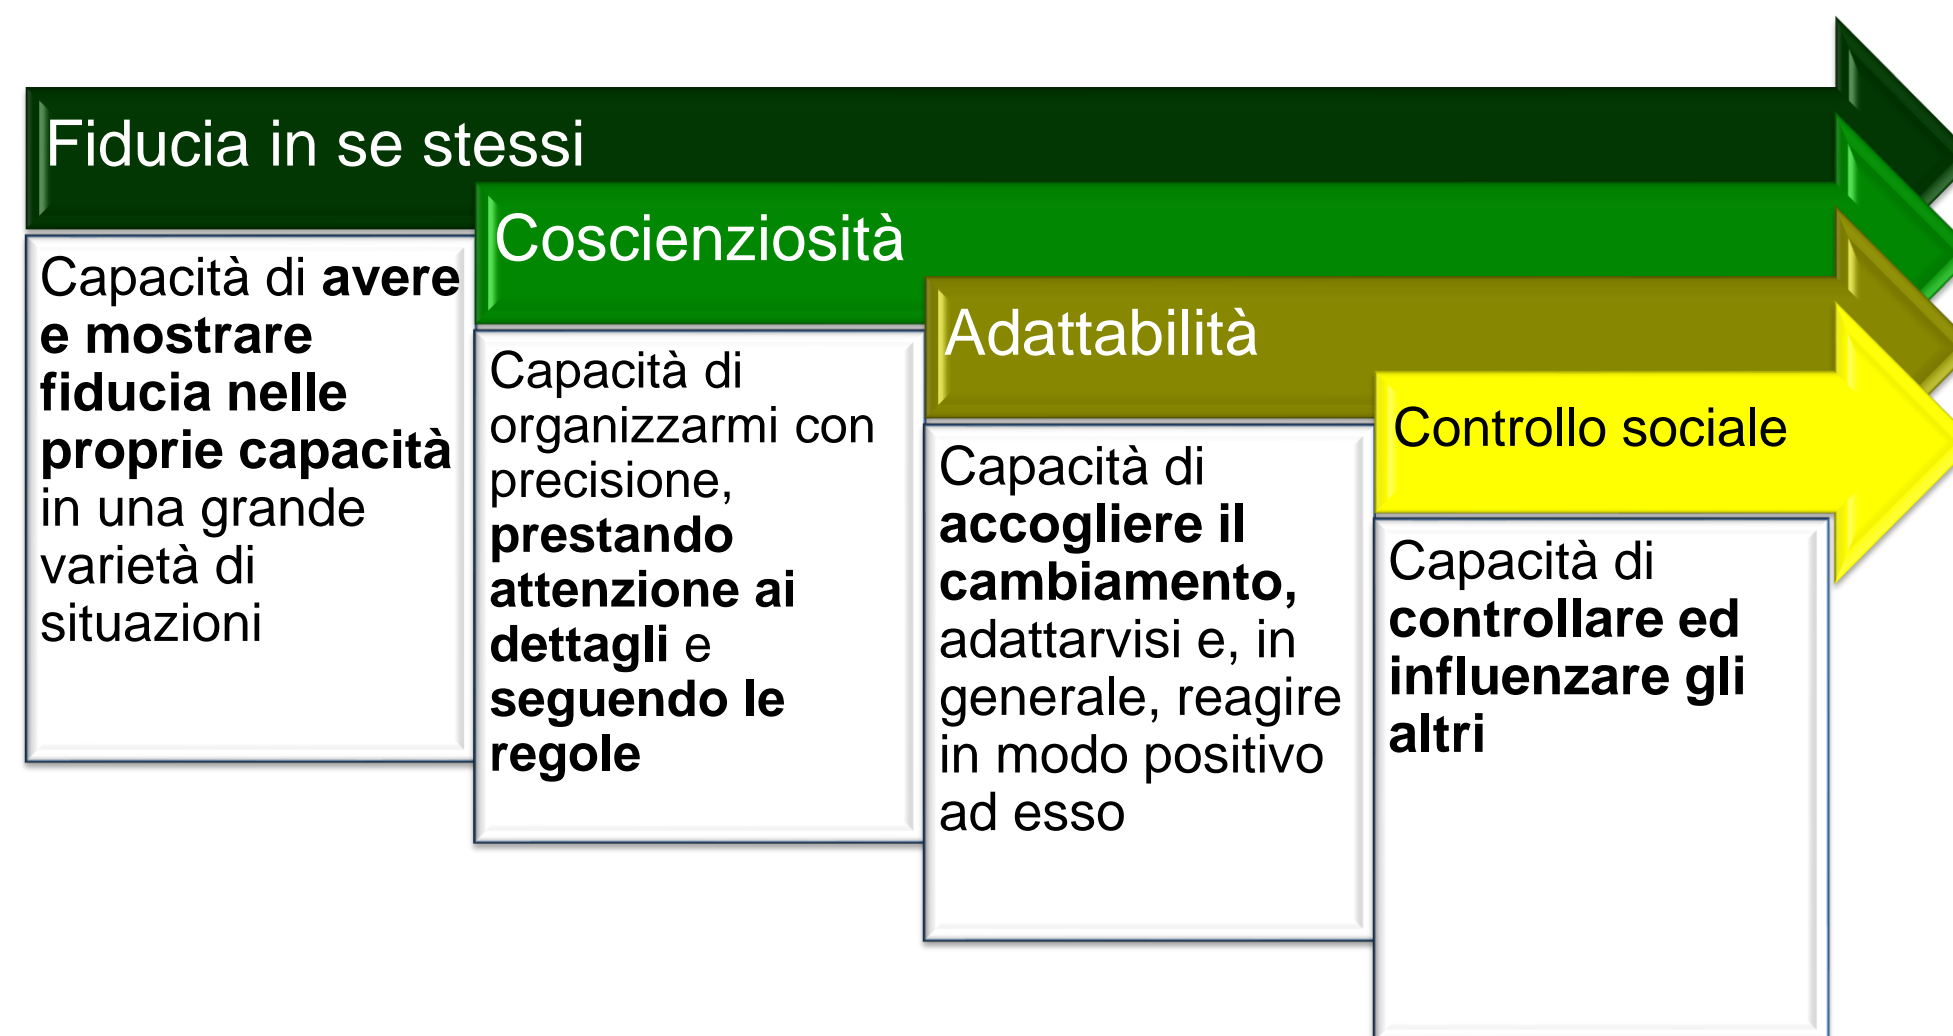 Fiducia in se stessi
Capacità di avere
e mostrare
fiducia nelle
proprie capacità
in una grande
varietà di
situazioni
Coscienziosità
Capacità di
organizzarmi con
precisione,
prestando
attenzione ai
dettagli e
seguendo le
regole
Adattabilità
Capacità di
accogliere il
cambiamento,
adattarvisi e, in
generale, reagire
in modo positivo
ad esso
Controllo sociale
Capacità di
controllare ed
influenzare gli
altri